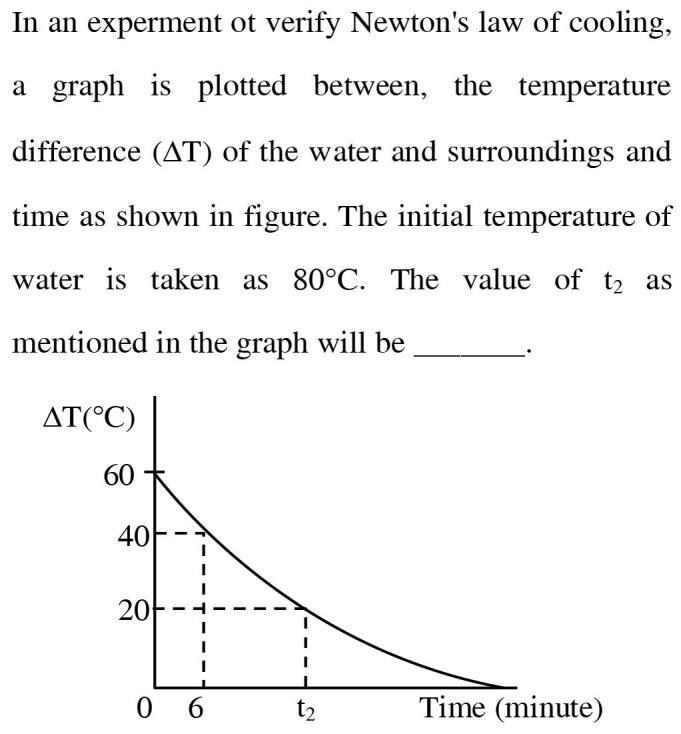 In an experment ot verify Newton's law of cooling,
a graph is plotted between, the temperature
difference (ΔT) of the water and surroundings and
time as shown in figure. The initial temperature of
water is taken as 80°C. The value of t₂ as
mentioned in the graph will be _______.
ΔT(°C)
60
40
20
0 6 t₂ Time (minute)